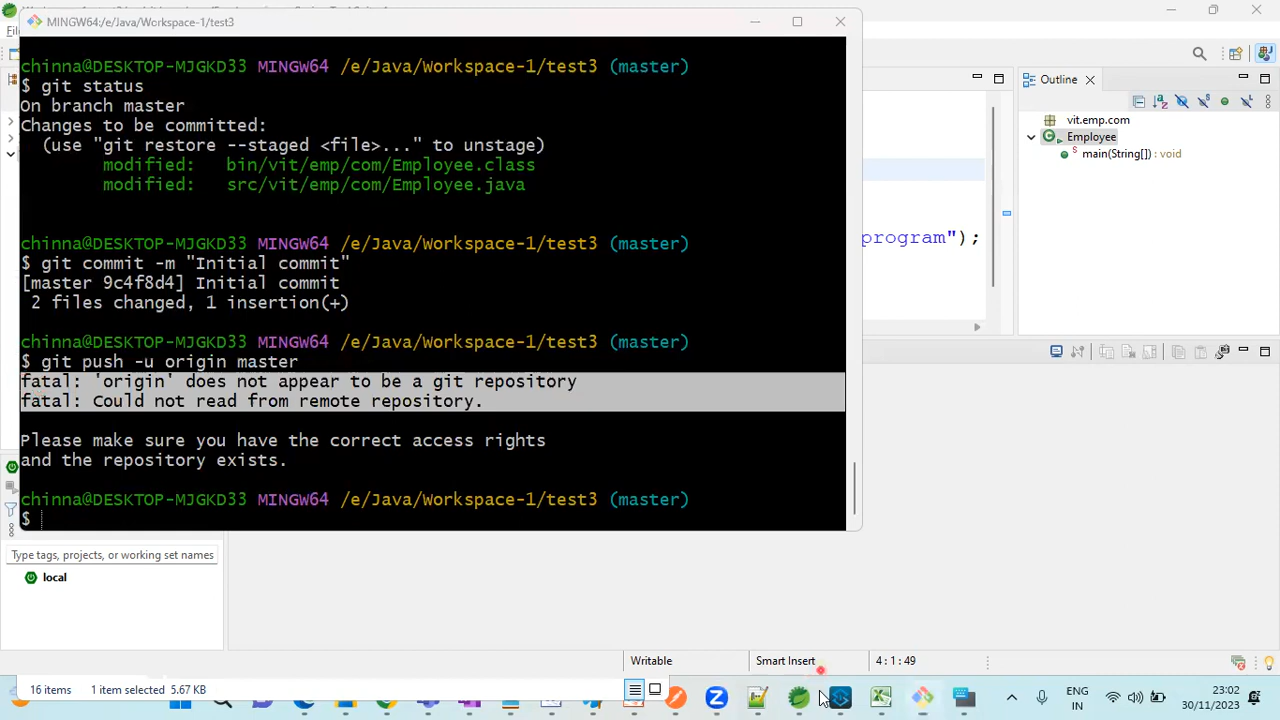 MINGW64:/e/Java/Workspace-1/test3
chinna@DESKTOP-MJGKD33 MINGW64 /e/Java/Workspace-1/test3 (master)
$ git status
On branch master
Changes to be committed:
(use "git restore --staged <file>..." to unstage)
modified: bin/vit/emp/com/Employee.class
modified: src/vit/emp/com/Employee.java
chinna@DESKTOP-MJGKD33 MINGW64 /e/Java/Workspace-1/test3 (master)
$ git commit -m "Initial commit"
[master 9c4f8d4] Initial commit
2 files changed, 1 insertion(+)
chinna@DESKTOP-MJGKD33 MINGW64 /e/Java/Workspace-1/test3 (master)
$ git push -u origin master
fatal: 'origin' does not appear to be a git repository
fatal: Could not read from remote repository.
Please make sure you have the correct access rights
and the repository exists.
chinna@DESKTOP-MJGKD33 MINGW64 /e/Java/Workspace-1/test3 (master)
$
program");
Outline
vit.emp.com
Employee
main(String[]) : void
Type tags, projects, or working set names
local
Writable
Smart Insert
4 : 1 : 49
16 items
1 item selected 5.67 KB
ENG
IN
22:02
30/11/2023